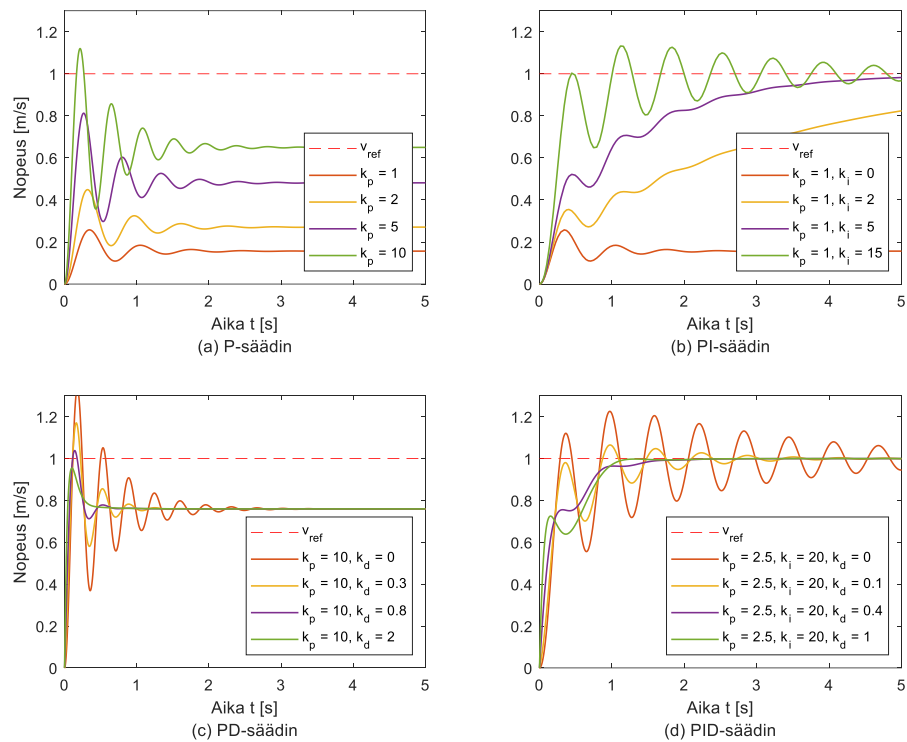 Nopeus [m/s]
1.2
1
0.8
0.6
0.4
0.2
0
0 1 2 3 4 5
v_ref
k_p = 1
k_p = 2
k_p = 5
k_p = 10
Aika t [s]
(a) P-säädin
1.2
1
0.8
0.6
0.4
0.2
0
0 1 2 3 4 5
v_ref
k_p = 1, k_i = 0
k_p = 1, k_i = 2
k_p = 1, k_i = 5
k_p = 1, k_i = 15
Aika t [s]
(b) PI-säädin
Nopeus [m/s]
1.2
1
0.8
0.6
0.4
0.2
0
0 1 2 3 4 5
v_ref
k_p = 10, k_d = 0
k_p = 10, k_d = 0.3
k_p = 10, k_d = 0.8
k_p = 10, k_d = 2
Aika t [s]
(c) PD-säädin
1.2
1
0.8
0.6
0.4
0.2
0
0 1 2 3 4 5
v_ref
k_p = 2.5, k_i = 20, k_d = 0
k_p = 2.5, k_i = 20, k_d = 0.1
k_p = 2.5, k_i = 20, k_d = 0.4
k_p = 2.5, k_i = 20, k_d = 1
Aika t [s]
(d) PID-säädin